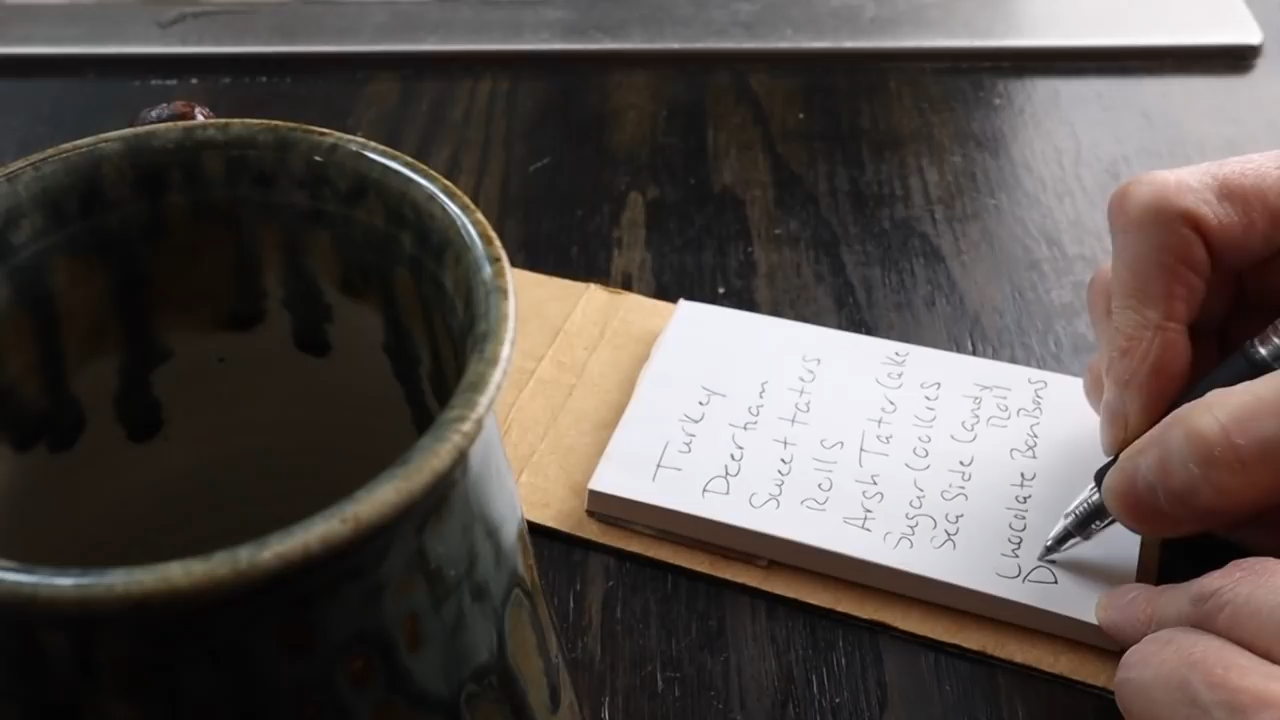 Turkey
Deerham
Sweet taters
Rolls
Arsh Tater Cake
Sugar Cookies
Sea Side Candy
Roll
Chocolate BonBons
D